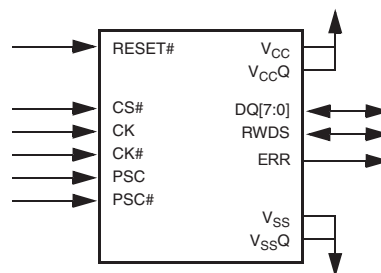 RESET#
CS#
CK
CK#
PSC
PSC#
VCC
VCCQ
DQ[7:0]
RWDS
ERR
VSS
VSSQ